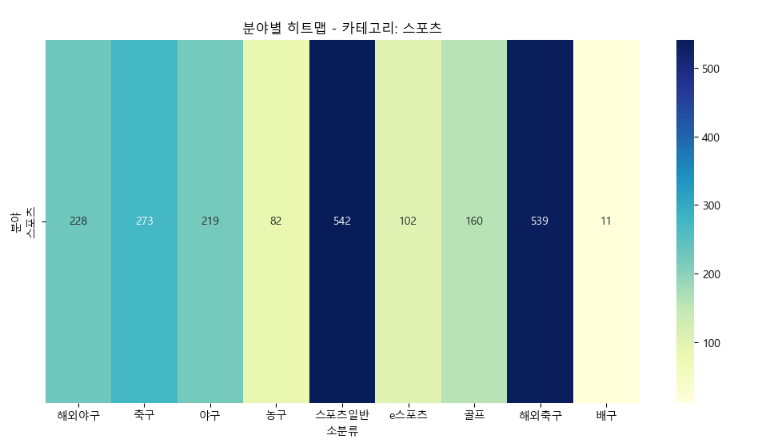 분야별 히트맵 - 카테고리: 스포츠
분야
스포츠
228 273 219 82 542 102 160 539 11
해외야구 축구 야구 농구 스포츠일반 e스포츠 골프 해외축구 배구
소분류
500
400
300
200
100